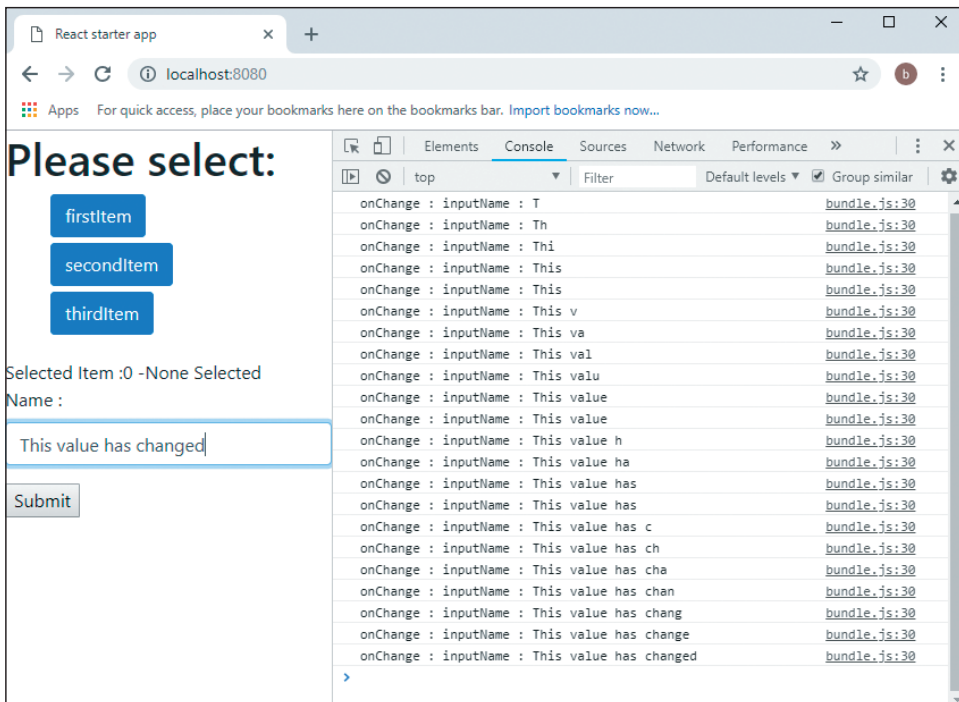 React starter app
localhost:8080
b
Apps For quick access, place your bookmarks here on the bookmarks bar. Import bookmarks now...
Please select:
firstItem
secondItem
thirdItem
Selected Item :0 -None Selected
Name :
This value has changed
Submit
Elements Console Sources Network Performance »
top Filter Default levels Group similar
onChange : inputName : T bundle.js:30
onChange : inputName : Th bundle.js:30
onChange : inputName : Thi bundle.js:30
onChange : inputName : This bundle.js:30
onChange : inputName : This bundle.js:30
onChange : inputName : This v bundle.js:30
onChange : inputName : This va bundle.js:30
onChange : inputName : This val bundle.js:30
onChange : inputName : This valu bundle.js:30
onChange : inputName : This value bundle.js:30
onChange : inputName : This value bundle.js:30
onChange : inputName : This value h bundle.js:30
onChange : inputName : This value ha bundle.js:30
onChange : inputName : This value has bundle.js:30
onChange : inputName : This value has bundle.js:30
onChange : inputName : This value has c bundle.js:30
onChange : inputName : This value has ch bundle.js:30
onChange : inputName : This value has cha bundle.js:30
onChange : inputName : This value has chan bundle.js:30
onChange : inputName : This value has chang bundle.js:30
onChange : inputName : This value has change bundle.js:30
onChange : inputName : This value has changed bundle.js:30
>